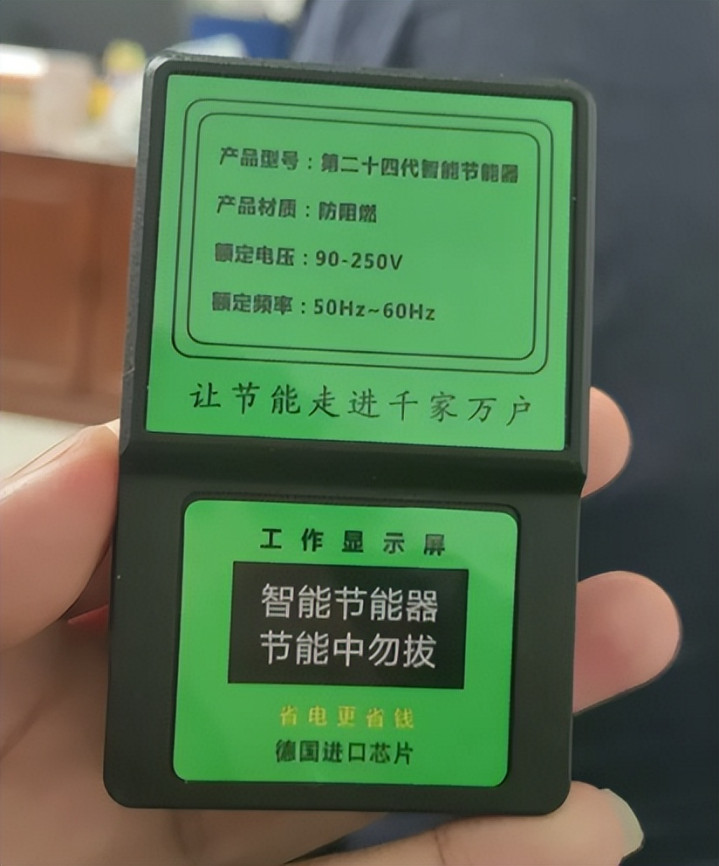 产品型号：第二十四代智能节能器
产品材质：防阻燃
额定电压：90-250V
额定频率：50Hz~60Hz
让节能走进千家万户
工作显示屏
智能节能器
节能中勿拔
省电更省钱
德国进口芯片